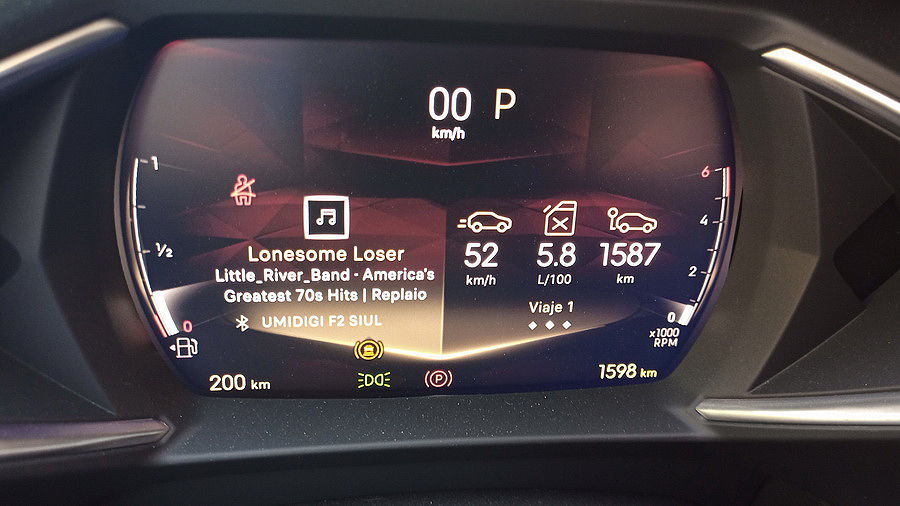 00 P
km/h
1
6
4
Lonesome Loser
52
5.8
1587
1/2
km/h
L/100
km
Little_River_Band - America's
2
Greatest 70s Hits | Replaio
Viaje 1
UMIDIGI F2 SIUL
0
0
x1000
RPM
200 km
P
1598 km